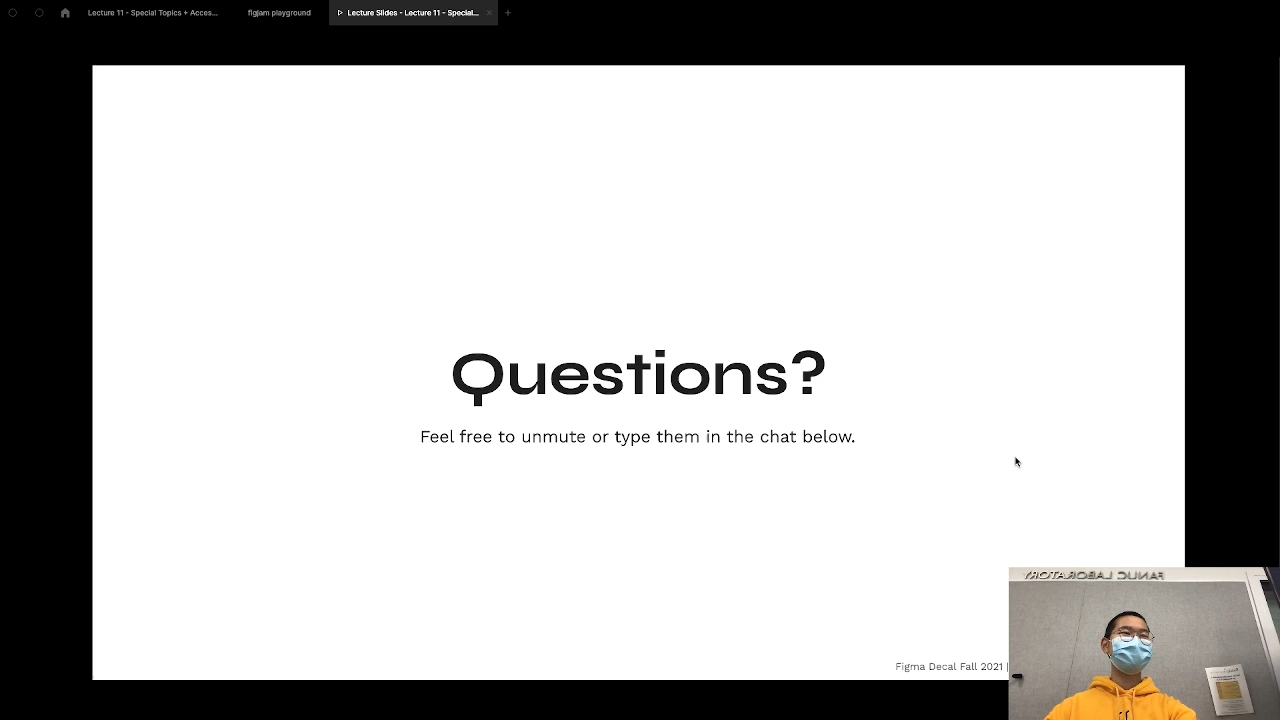 Lecture 11 - Special Topics + Acces...
figjam playground
Lecture Slides - Lecture 11 - Special...
Questions?
Feel free to unmute or type them in the chat below.
Figma Decal Fall 2021 |
FANUC LABORATORY